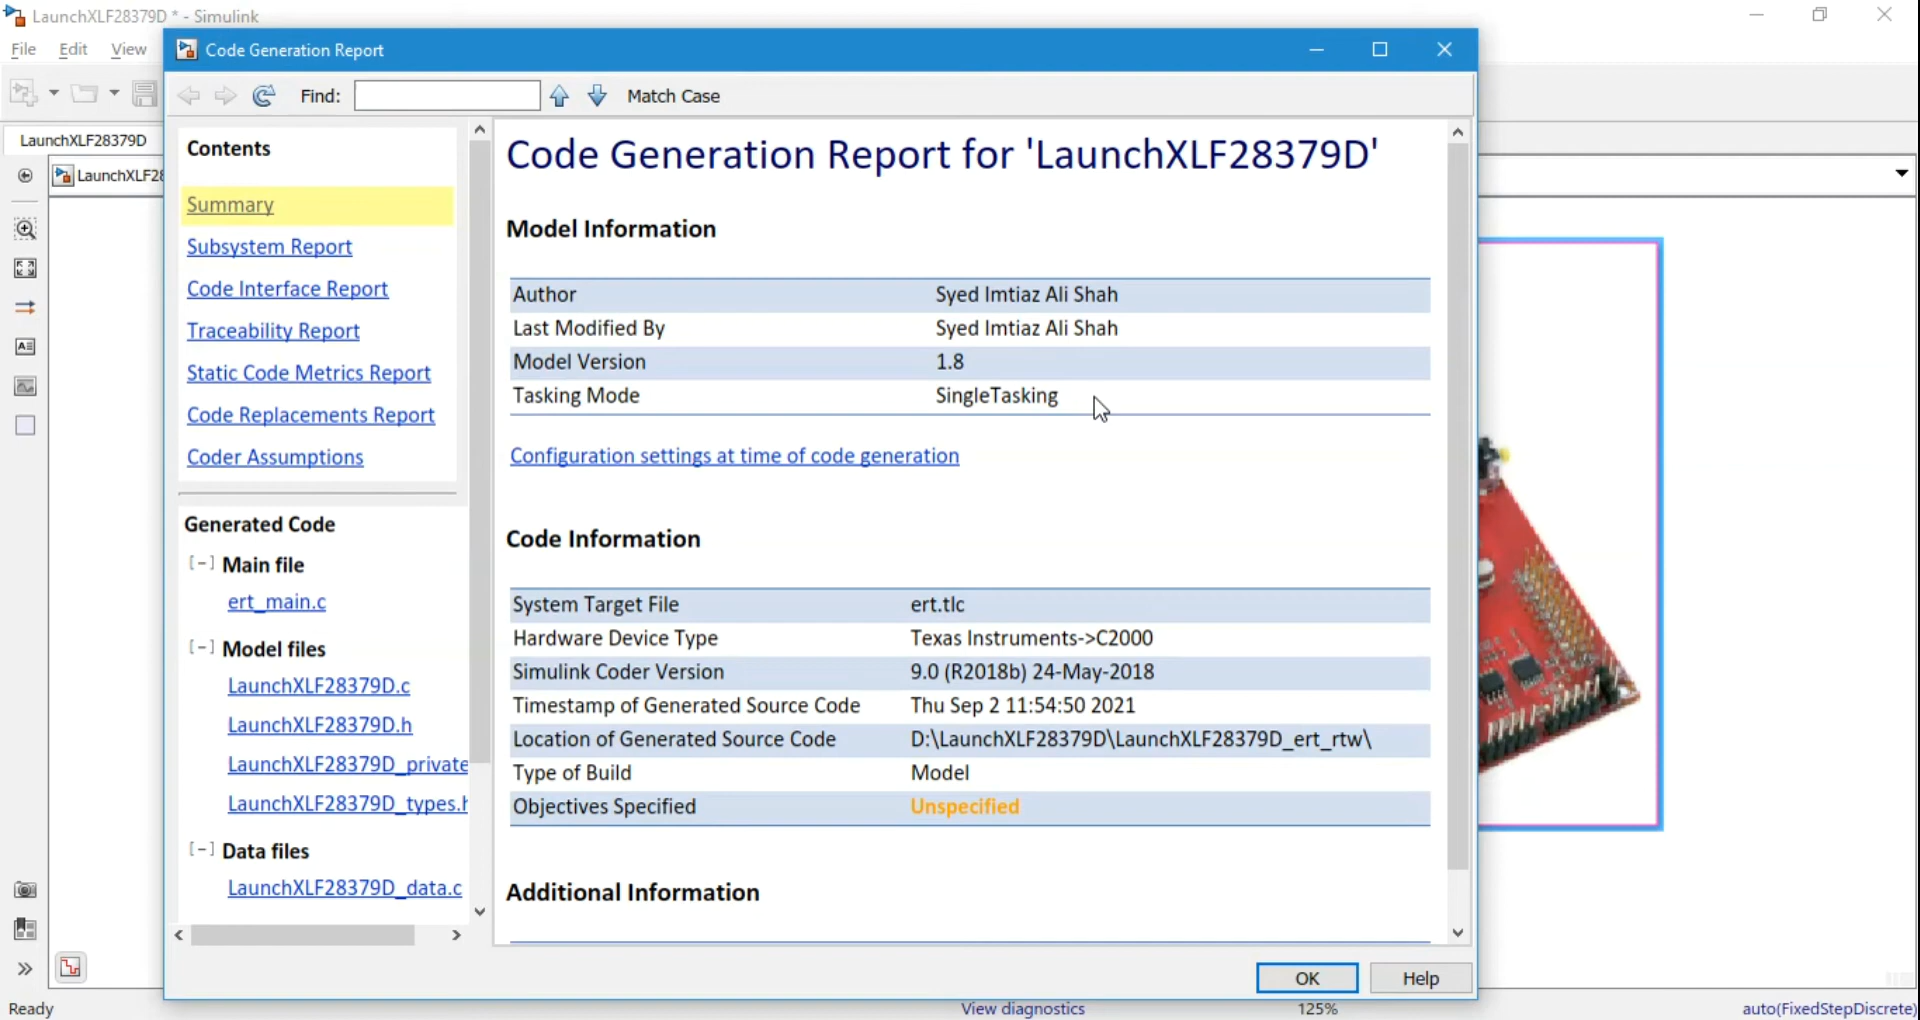 LaunchXLF28379D * - Simulink
File Edit View
Code Generation Report
Find: Match Case
LaunchXLF28379D
LaunchXLF28
Contents
Summary
Subsystem Report
Code Interface Report
Traceability Report
Static Code Metrics Report
Code Replacements Report
Coder Assumptions
Generated Code
[-] Main file
ert_main.c
[-] Model files
LaunchXLF28379D.c
LaunchXLF28379D.h
LaunchXLF28379D_private
LaunchXLF28379D_types.h
[-] Data files
LaunchXLF28379D_data.c
Code Generation Report for 'LaunchXLF28379D'
Model Information
Author Syed Imtiaz Ali Shah
Last Modified By Syed Imtiaz Ali Shah
Model Version 1.8
Tasking Mode SingleTasking
Configuration settings at time of code generation
Code Information
System Target File ert.tlc
Hardware Device Type Texas Instruments->C2000
Simulink Coder Version 9.0 (R2018b) 24-May-2018
Timestamp of Generated Source Code Thu Sep 2 11:54:50 2021
Location of Generated Source Code D:\LaunchXLF28379D\LaunchXLF28379D_ert_rtw\
Type of Build Model
Objectives Specified Unspecified
Additional Information
OK Help
Ready View diagnostics 125% auto(FixedStepDiscrete)